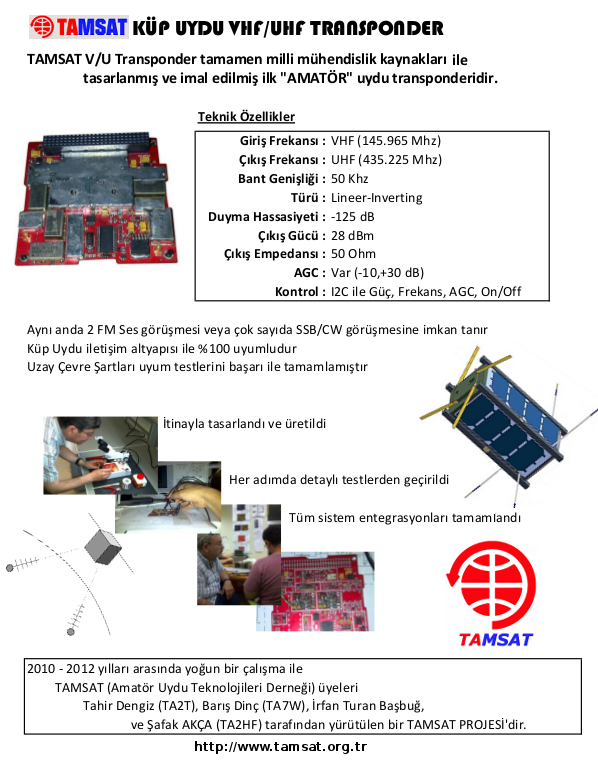 TAMSAT KÜP UYDU VHF/UHF TRANSPONDER
TAMSAT V/U Transponder tamamen milli mühendislik kaynakları ile
tasarlanmış ve imal edilmiş ilk "AMATÖR" uydu transponderidir.
Teknik Özellikler
Giriş Frekansı : VHF (145.965 Mhz)
Çıkış Frekansı : UHF (435.225 Mhz)
Bant Genişliği : 50 Khz
Türü : Lineer-Inverting
Duyma Hassasiyeti : -125 dB
Çıkış Gücü : 28 dBm
Çıkış Empedansı : 50 Ohm
AGC : Var (-10,+30 dB)
Kontrol : I2C ile Güç, Frekans, AGC, On/Off
Aynı anda 2 FM Ses görüşmesi veya çok sayıda SSB/CW görüşmesine imkan tanır
Küp Uydu iletişim altyapısı ile %100 uyumludur
Uzay Çevre Şartları uyum testlerini başarı ile tamamlamıştır
İtinayla tasarlandı ve üretildi
Her adımda detaylı testlerden geçirildi
Tüm sistem entegrasyonları tamamlandı
TAMSAT
2010 - 2012 yılları arasında yoğun bir çalışma ile
TAMSAT (Amatör Uydu Teknolojileri Derneği) üyeleri
Tahir Dengiz (TA2T), Barış Dinç (TA7W), İrfan Turan Başbuğ,
ve Şafak AKÇA (TA2HF) tarafından yürütülen bir TAMSAT PROJESİ'dir.
http://www.tamsat.org.tr